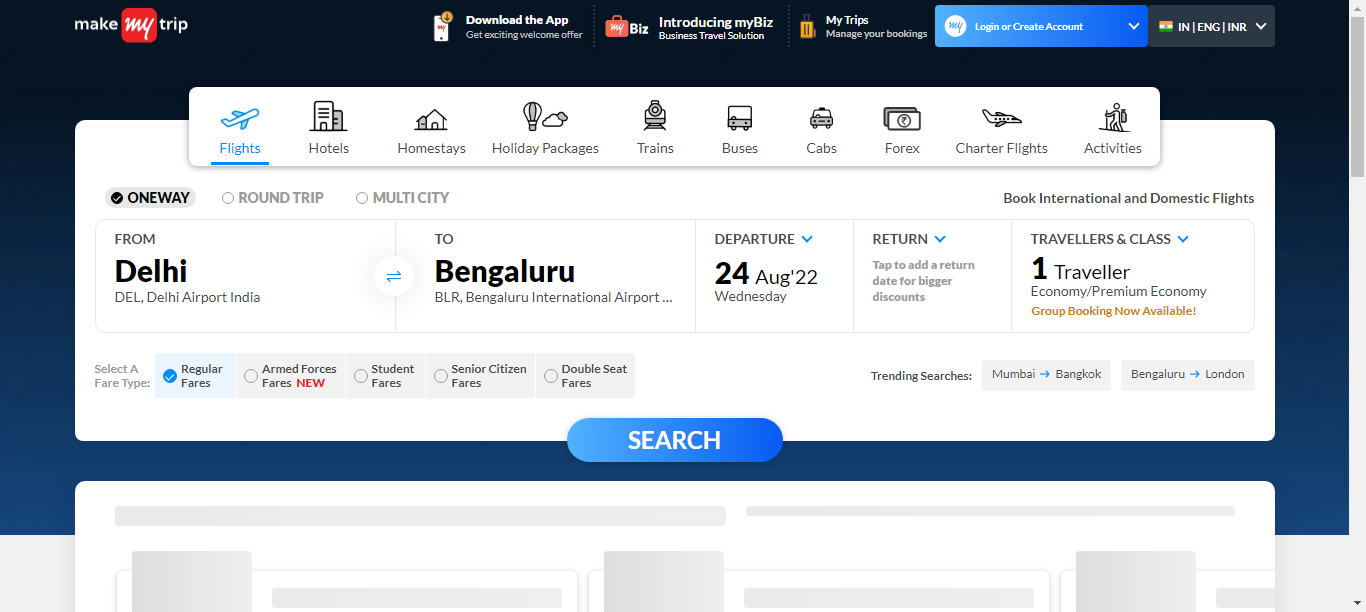 make my trip
Download the App
Get exciting welcome offer
my Biz
Introducing myBiz
Business Travel Solution
My Trips
Manage your bookings
my
Login or Create Account
IN | ENG | INR
Flights
Hotels
Homestays
Holiday Packages
Trains
Buses
Cabs
Forex
Charter Flights
Activities
ONEWAY
ROUND TRIP
MULTI CITY
Book International and Domestic Flights
FROM
Delhi
DEL, Delhi Airport India
TO
Bengaluru
BLR, Bengaluru International Airport ...
DEPARTURE
24 Aug'22
Wednesday
RETURN
Tap to add a return
date for bigger
discounts
TRAVELLERS & CLASS
1 Traveller
Economy/Premium Economy
Group Booking Now Available!
Select A
Fare Type:
Regular
Fares
Armed Forces
Fares NEW
Student
Fares
Senior Citizen
Fares
Double Seat
Fares
Trending Searches:
Mumbai → Bangkok
Bengaluru → London
SEARCH